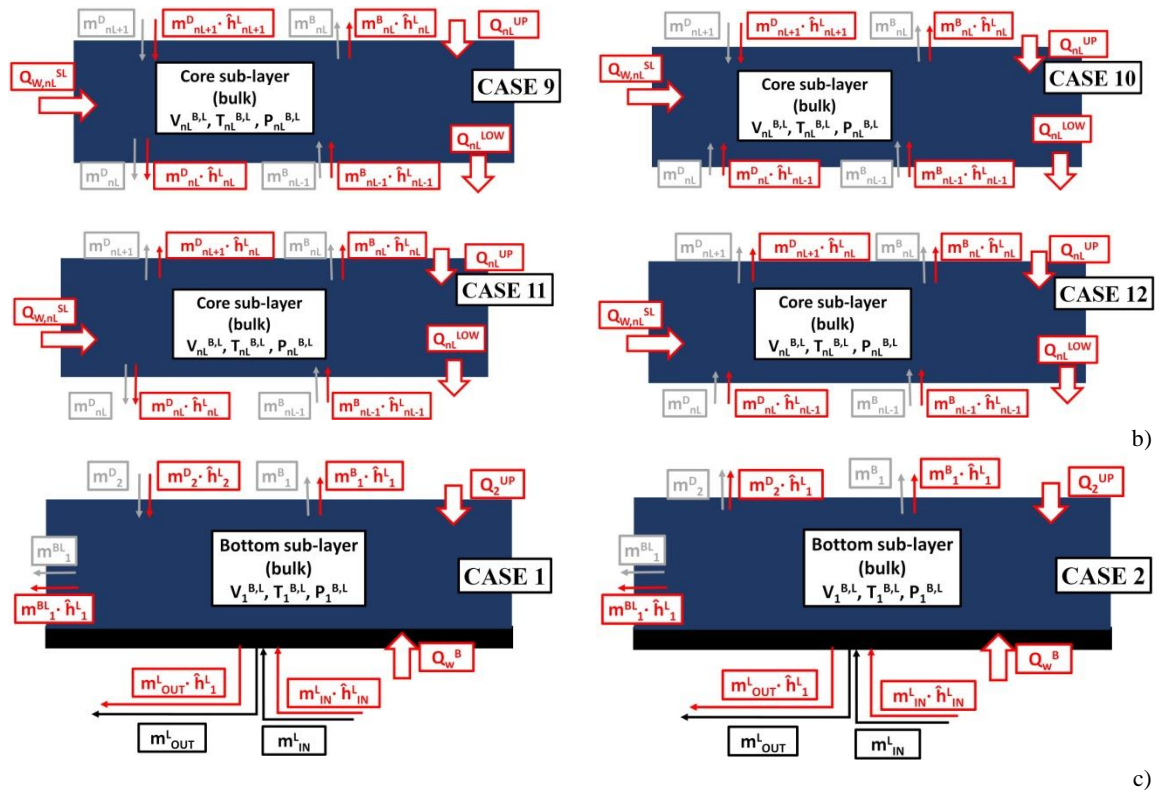 m^D_nL+1 m^D_nL+1 · ĥ^L_nL+1 m^B_nL m^B_nL · ĥ^L_nL Q_nL^UP
Q_W,nL^SL
Core sub-layer
(bulk)
V_nL^B,L, T_nL^B,L , P_nL^B,L
CASE 9
Q_nL^LOW
m^D_nL m^D_nL · ĥ^L_nL m^B_nL-1 m^B_nL-1 · ĥ^L_nL-1
m^D_nL+1 m^D_nL+1 · ĥ^L_nL+1 m^B_nL m^B_nL · ĥ^L_nL Q_nL^UP
Q_W,nL^SL
Core sub-layer
(bulk)
V_nL^B,L, T_nL^B,L , P_nL^B,L
CASE 10
Q_nL^LOW
m^D_nL m^D_nL · ĥ^L_nL-1 m^B_nL-1 m^B_nL-1 · ĥ^L_nL-1
m^D_nL+1 m^D_nL+1 · ĥ^L_nL m^B_nL m^B_nL · ĥ^L_nL Q_nL^UP
Q_W,nL^SL
Core sub-layer
(bulk)
V_nL^B,L, T_nL^B,L , P_nL^B,L
CASE 11
Q_nL^LOW
m^D_nL m^D_nL · ĥ^L_nL m^B_nL-1 m^B_nL-1 · ĥ^L_nL-1
m^D_nL+1 m^D_nL+1 · ĥ^L_nL m^B_nL m^B_nL · ĥ^L_nL Q_nL^UP
Q_W,nL^SL
Core sub-layer
(bulk)
V_nL^B,L, T_nL^B,L , P_nL^B,L
CASE 12
Q_nL^LOW
m^D_nL m^D_nL · ĥ^L_nL-1 m^B_nL-1 m^B_nL-1 · ĥ^L_nL-1
b)
m^D_2 m^D_2 · ĥ^L_2 m^B_1 m^B_1 · ĥ^L_1 Q_2^UP
m^BL_1
m^BL_1 · ĥ^L_1
Bottom sub-layer
(bulk)
V_1^B,L, T_1^B,L , P_1^B,L
CASE 1
Q_w^B
m^L_OUT · ĥ^L_1 m^L_IN · ĥ^L_IN
m^L_OUT m^L_IN
m^D_2 m^D_2 · ĥ^L_1 m^B_1 m^B_1 · ĥ^L_1 Q_2^UP
m^BL_1
m^BL_1 · ĥ^L_1
Bottom sub-layer
(bulk)
V_1^B,L, T_1^B,L , P_1^B,L
CASE 2
Q_w^B
m^L_OUT · ĥ^L_1 m^L_IN · ĥ^L_IN
m^L_OUT m^L_IN
c)